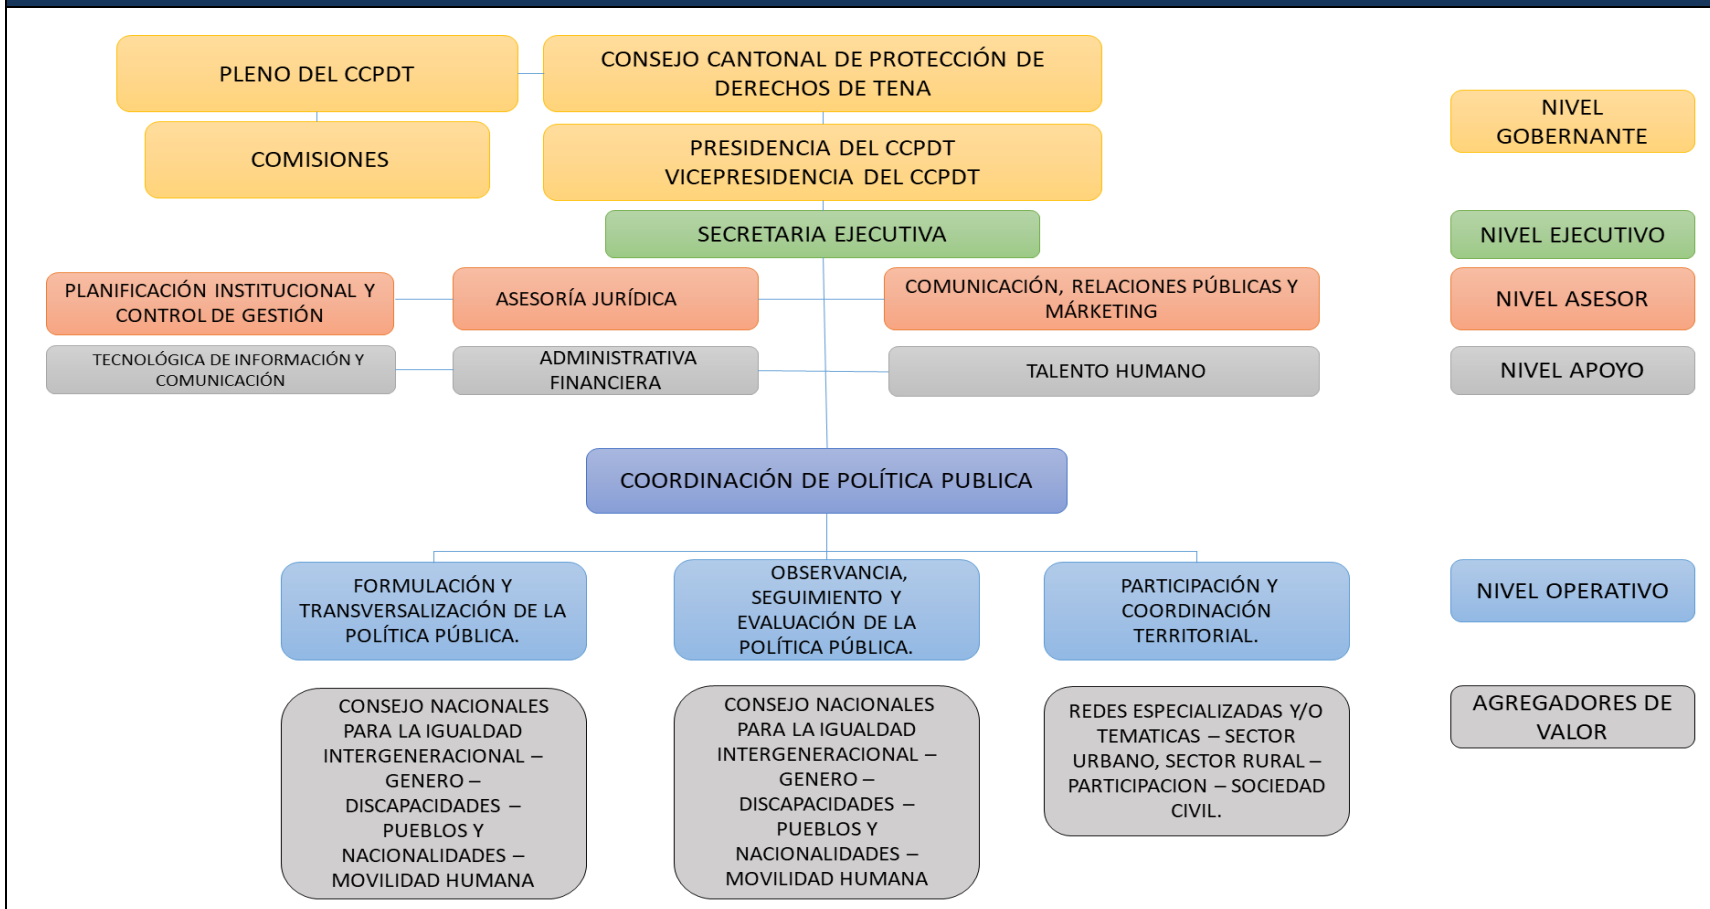 PLENO DEL CCPDT
CONSEJO CANTONAL DE PROTECCIÓN DE
DERECHOS DE TENA
NIVEL
GOBERNANTE
COMISIONES
PRESIDENCIA DEL CCPDT
VICEPRESIDENCIA DEL CCPDT
SECRETARIA EJECUTIVA
NIVEL EJECUTIVO
PLANIFICACIÓN INSTITUCIONAL Y
CONTROL DE GESTIÓN
ASESORÍA JURÍDICA
COMUNICACIÓN, RELACIONES PÚBLICAS Y
MÁRKETING
NIVEL ASESOR
TECNOLÓGICA DE INFORMACIÓN Y
COMUNICACIÓN
ADMINISTRATIVA
FINANCIERA
TALENTO HUMANO
NIVEL APOYO
COORDINACIÓN DE POLÍTICA PUBLICA
FORMULACIÓN Y
TRANSVERSALIZACIÓN DE LA
POLÍTICA PÚBLICA.
OBSERVANCIA,
SEGUIMIENTO Y
EVALUACIÓN DE LA
POLÍTICA PÚBLICA.
PARTICIPACIÓN Y
COORDINACIÓN
TERRITORIAL.
NIVEL OPERATIVO
CONSEJO NACIONALES
PARA LA IGUALDAD
INTERGENERACIONAL –
GENERO –
DISCAPACIDADES –
PUEBLOS Y
NACIONALIDADES –
MOVILIDAD HUMANA
CONSEJO NACIONALES
PARA LA IGUALDAD
INTERGENERACIONAL –
GENERO –
DISCAPACIDADES –
PUEBLOS Y
NACIONALIDADES –
MOVILIDAD HUMANA
REDES ESPECIALIZADAS Y/O
TEMATICAS – SECTOR
URBANO, SECTOR RURAL –
PARTICIPACION – SOCIEDAD
CIVIL.
AGREGADORES DE
VALOR